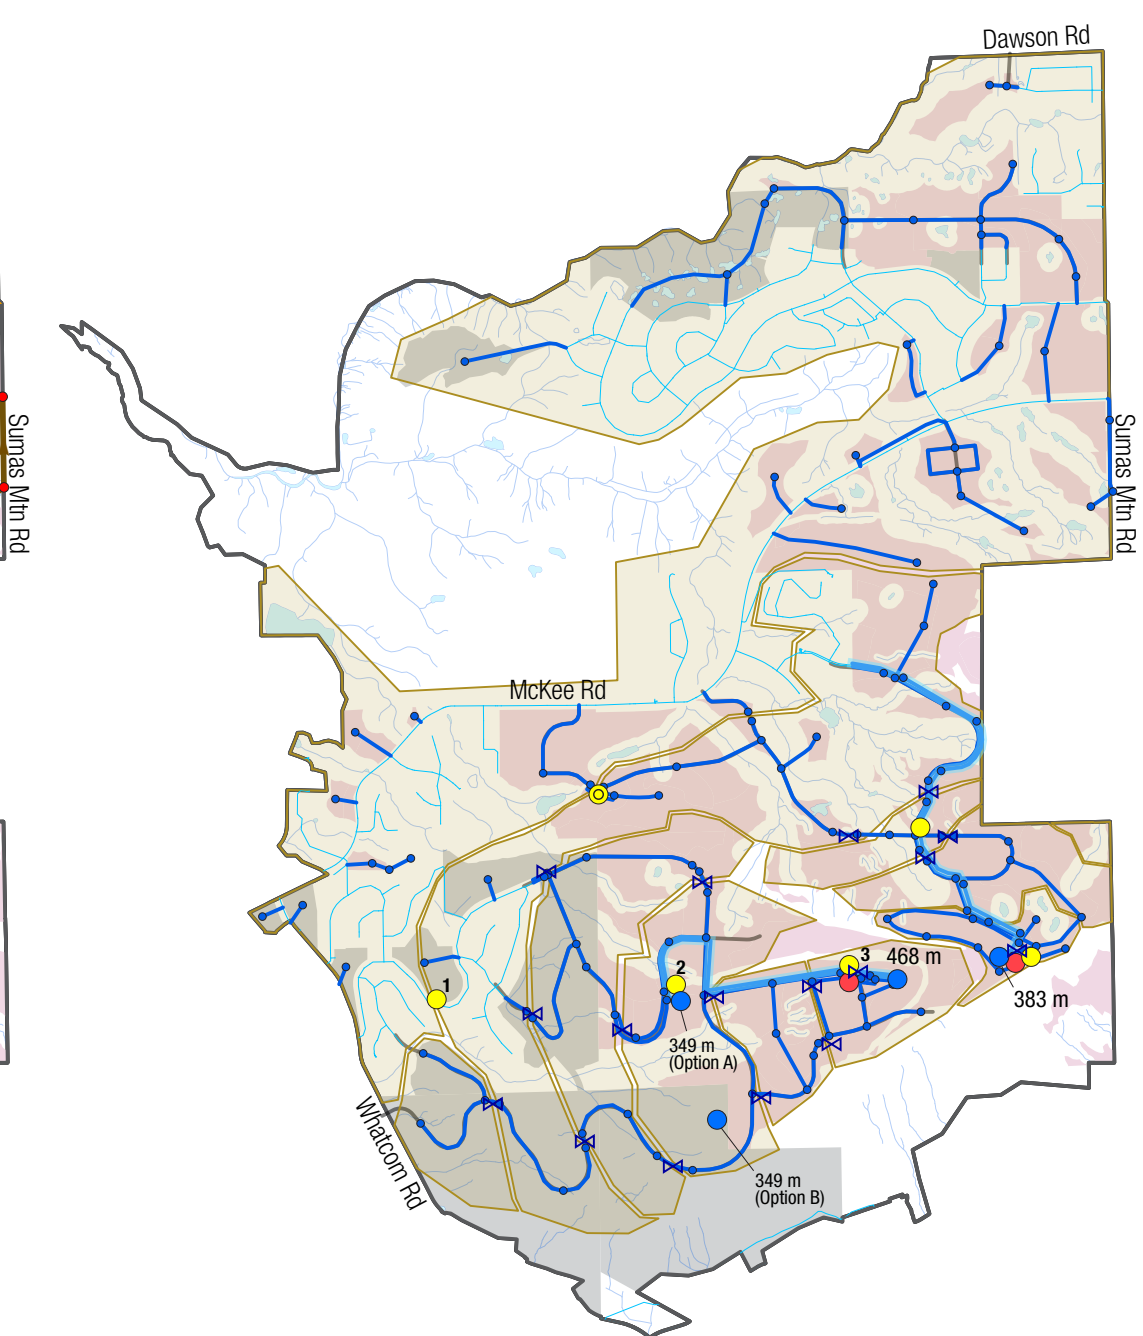 Dawson Rd
Sumas Mtn Rd
Sumas Mtn Rd
McKee Rd
3
468 m
2
1
383 m
349 m
(Option A)
Whatcom Rd
349 m
(Option B)